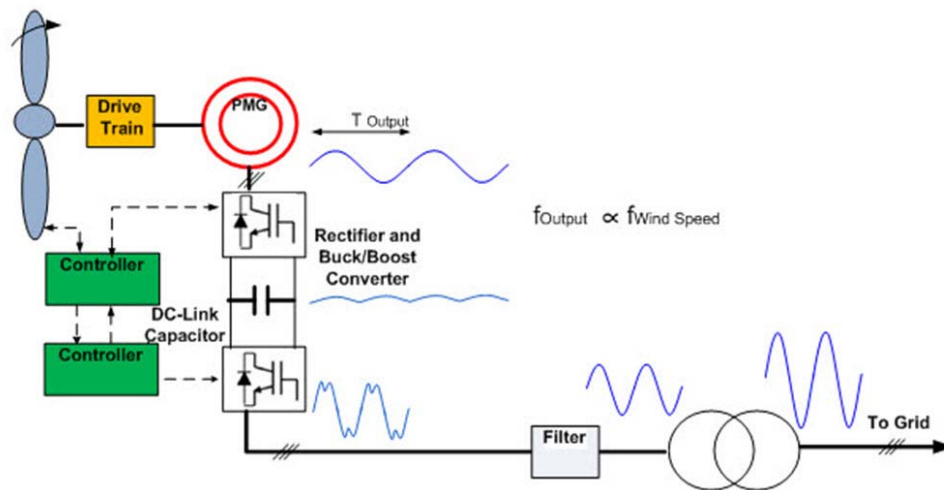 Drive
Train
PMG
T Output
fOutput ∝ fWind Speed
Rectifier and
Buck/Boost
Converter
Controller
DC-Link
Capacitor
Controller
Filter
To Grid